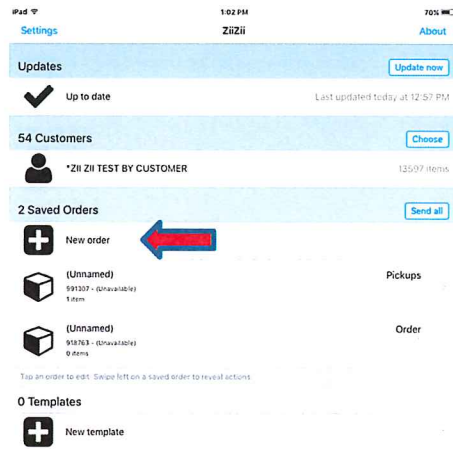 iPad 1:02 PM 70%
Settings ZiiZii About
Updates Update now
Up to date Last updated today at 12:57 PM
54 Customers Choose
*ZII ZII TEST BY CUSTOMER 13597 items
2 Saved Orders Send all
New order
(Unnamed) Pickups
991307 - (Unavailable)
1 item
(Unnamed) Order
918763 - (Unavailable)
0 items
Tap an order to edit. Swipe left on a saved order to reveal actions.
0 Templates
New template